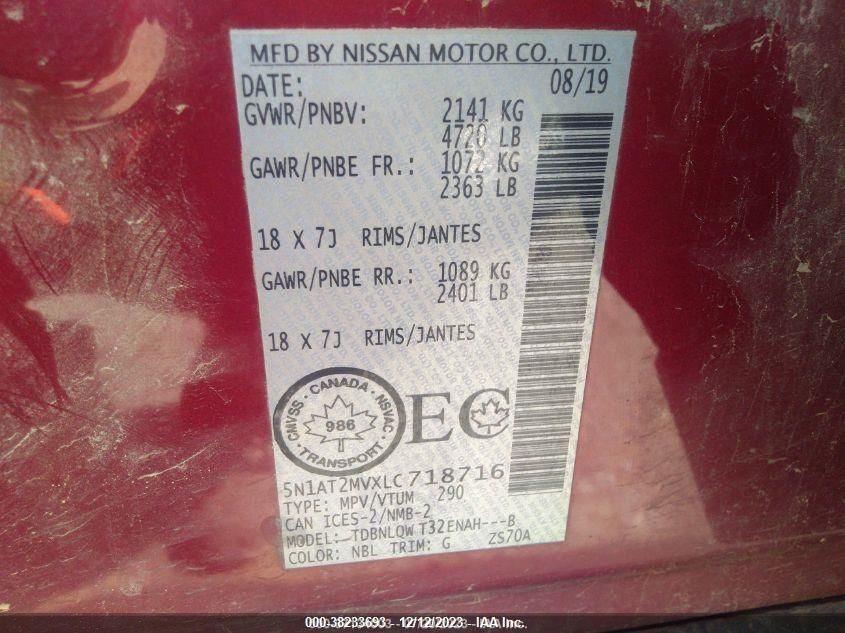 MFD BY NISSAN MOTOR CO., LTD.
DATE: 08/19
GVWR/PNBV: 2141 KG
4720 LB
GAWR/PNBE FR.: 1072 KG
2363 LB
18 X 7J RIMS/JANTES
GAWR/PNBE RR.: 1089 KG
2401 LB
18 X 7J RIMS/JANTES
CMVSS · CANADA · NSVAC · TRANSPORT ·
986
EC
5N1AT2MVXLC718716
TYPE: MPV/VTUM 290
CAN ICES-2/NMB-2
MODEL: TDBNLQW T32ENAH---B
COLOR: NBL TRIM: G ZS70A
000-38233693 - 12/12/2023 - IAA Inc.